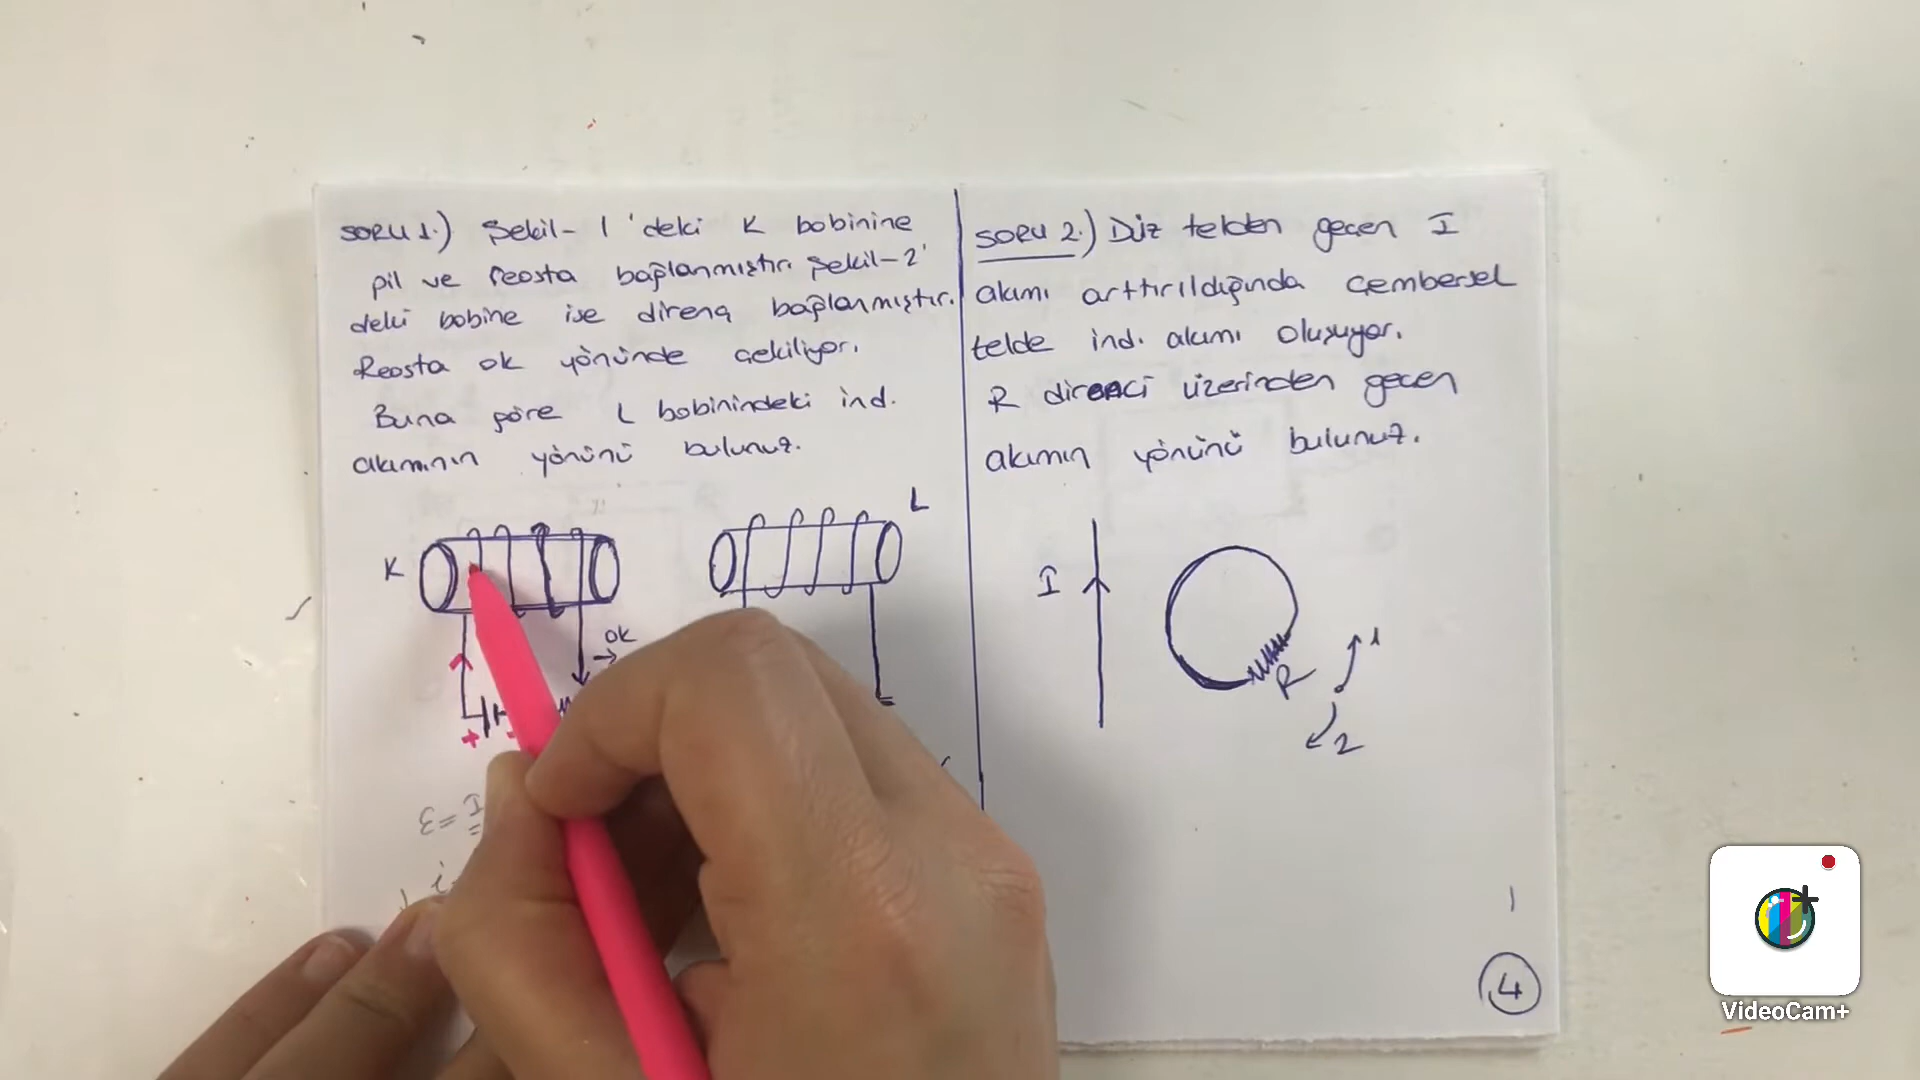 SORU 1.) Şekil-1'deki K bobinine
pil ve Reosta bağlanmıştır. Şekil-2'
deki bobine ise direnç bağlanmıştır.
Reosta ok yönünde çekiliyor.
Buna göre L bobinindeki ind.
akımının yönünü bulunuz.
K
L
ok
+
-
ε=I
SORU 2.) Düz telden geçen I
akımı arttırıldığında çembersel
telde ind. akımı oluşuyor.
R direnci üzerinden geçen
akımın yönünü bulunuz.
I
R
1
2
4
VideoCam+